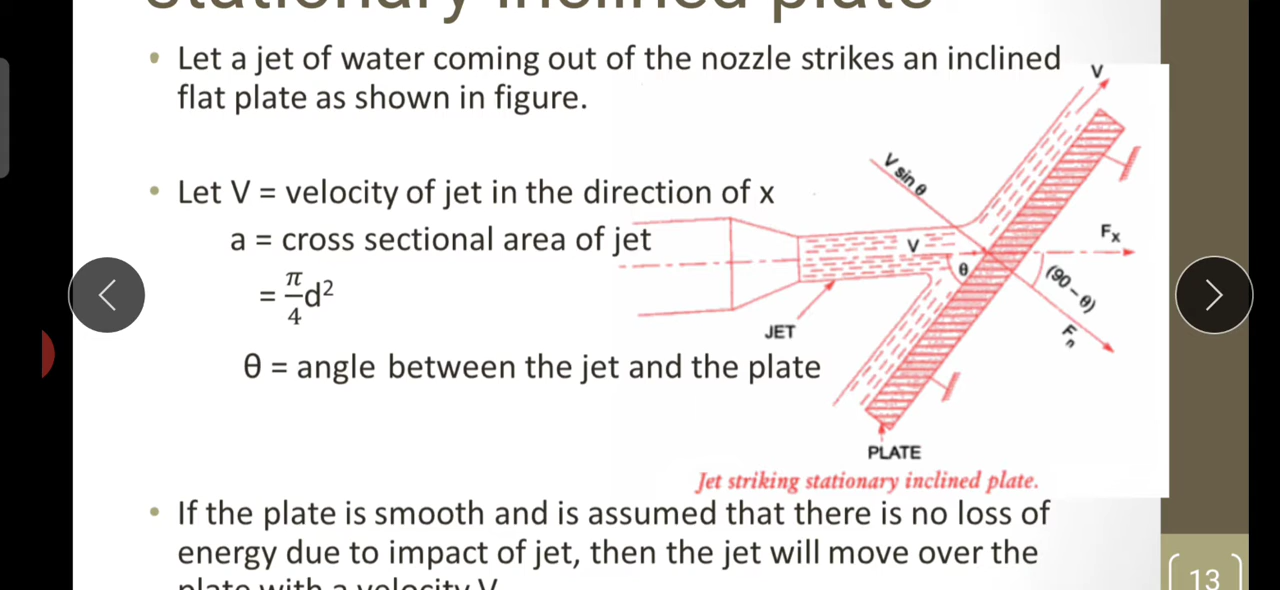 stationary inclined plate
• Let a jet of water coming out of the nozzle strikes an inclined
flat plate as shown in figure.
• Let V = velocity of jet in the direction of x
a = cross sectional area of jet
= π/4 d²
θ = angle between the jet and the plate
V
V sin θ
V
θ
Fx
(90 – θ)
Fn
JET
PLATE
Jet striking stationary inclined plate.
• If the plate is smooth and is assumed that there is no loss of
energy due to impact of jet, then the jet will move over the
plate with a velocity V
13